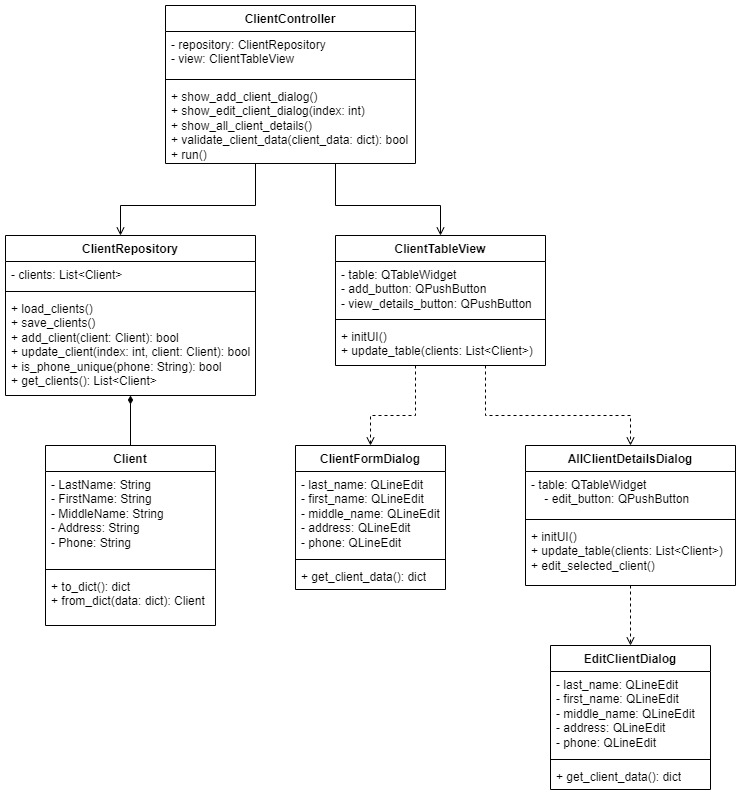 ClientController
- repository: ClientRepository
- view: ClientTableView
+ show_add_client_dialog()
+ show_edit_client_dialog(index: int)
+ show_all_client_details()
+ validate_client_data(client_data: dict): bool
+ run()
ClientRepository
- clients: List<Client>
+ load_clients()
+ save_clients()
+ add_client(client: Client): bool
+ update_client(index: int, client: Client): bool
+ is_phone_unique(phone: String): bool
+ get_clients(): List<Client>
ClientTableView
- table: QTableWidget
- add_button: QPushButton
- view_details_button: QPushButton
+ initUI()
+ update_table(clients: List<Client>)
Client
- LastName: String
- FirstName: String
- MiddleName: String
- Address: String
- Phone: String
+ to_dict(): dict
+ from_dict(data: dict): Client
ClientFormDialog
- last_name: QLineEdit
- first_name: QLineEdit
- middle_name: QLineEdit
- address: QLineEdit
- phone: QLineEdit
+ get_client_data(): dict
AllClientDetailsDialog
- table: QTableWidget
- edit_button: QPushButton
+ initUI()
+ update_table(clients: List<Client>)
+ edit_selected_client()
EditClientDialog
- last_name: QLineEdit
- first_name: QLineEdit
- middle_name: QLineEdit
- address: QLineEdit
- phone: QLineEdit
+ get_client_data(): dict